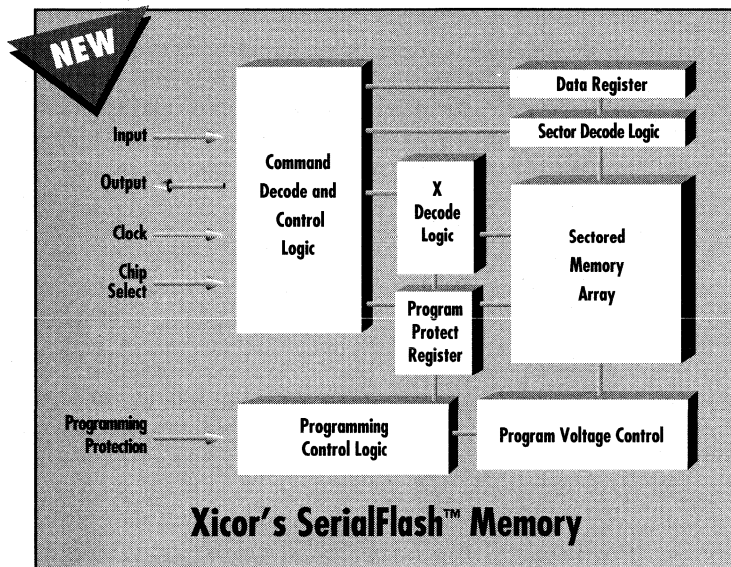 NEW
Data Register
Sector Decode Logic
Input
Output
Clock
Chip
Select
Command
Decode and
Control
Logic
X
Decode
Logic
Sectored
Memory
Array
Program
Protect
Register
Programming
Protection
Programming
Control Logic
Program Voltage Control
Xicor's SerialFlash™ Memory